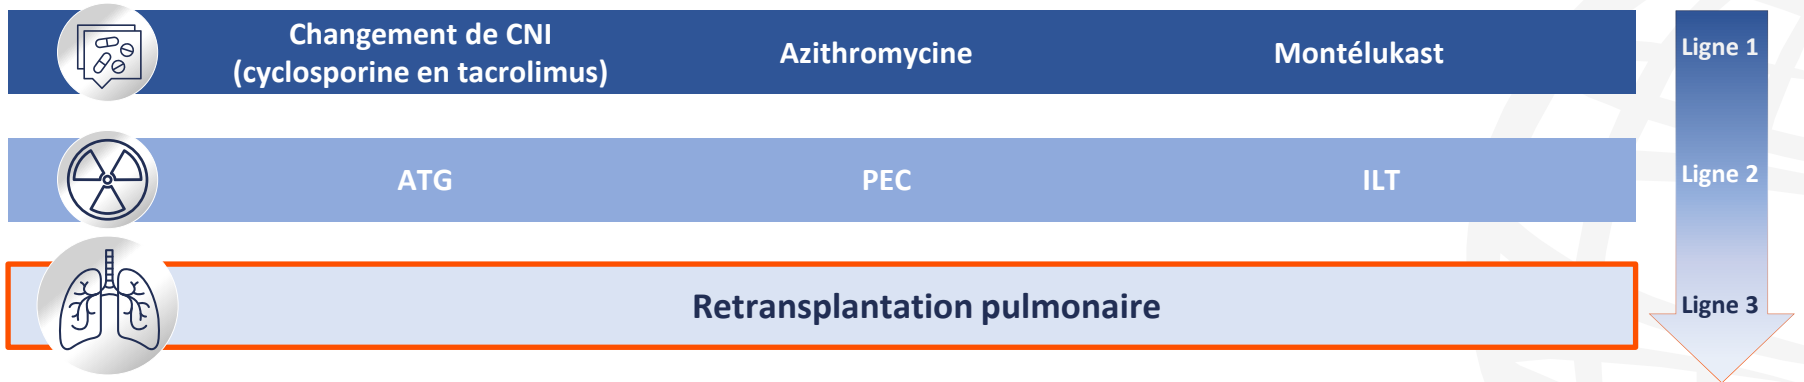 Changement de CNI
(cyclosporine en tacrolimus)
Azithromycine
Montélukast
Ligne 1
ATG
PEC
ILT
Ligne 2
Retransplantation pulmonaire
Ligne 3